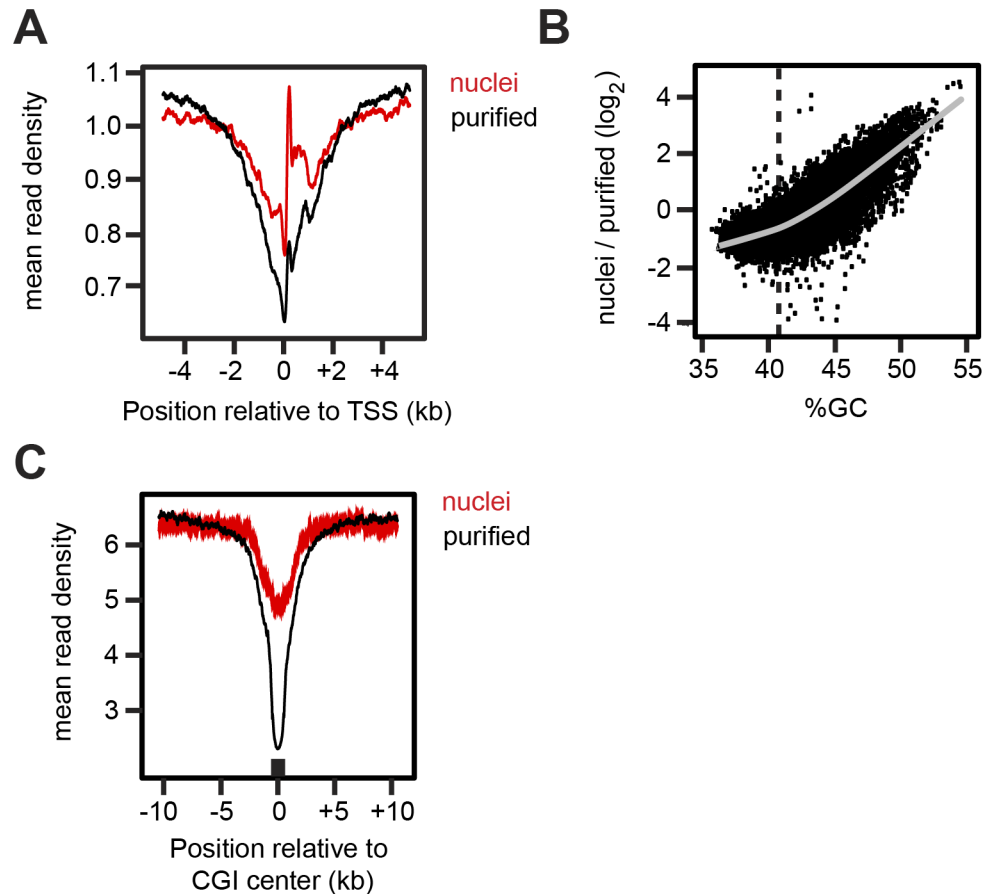 A
mean read density
1.1
1.0
0.9
0.8
0.7
-4
-2
0
+2
+4
Position relative to TSS (kb)
nuclei
purified
B
nuclei / purified (log2)
4
2
0
-2
-4
35
40
45
50
55
%GC
C
mean read density
6
5
4
3
-10
-5
0
+5
+10
Position relative to
CGI center (kb)
nuclei
purified